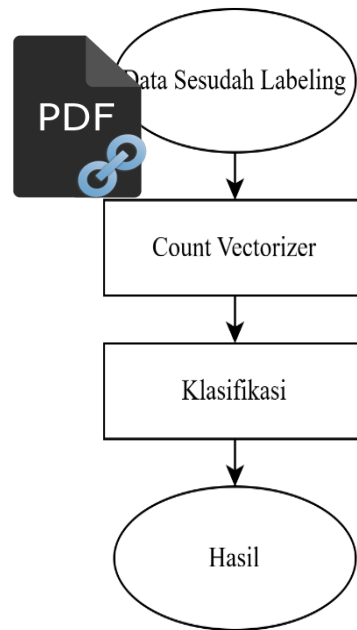 PDF
Data Sesudah Labeling
Count Vectorizer
Klasifikasi
Hasil